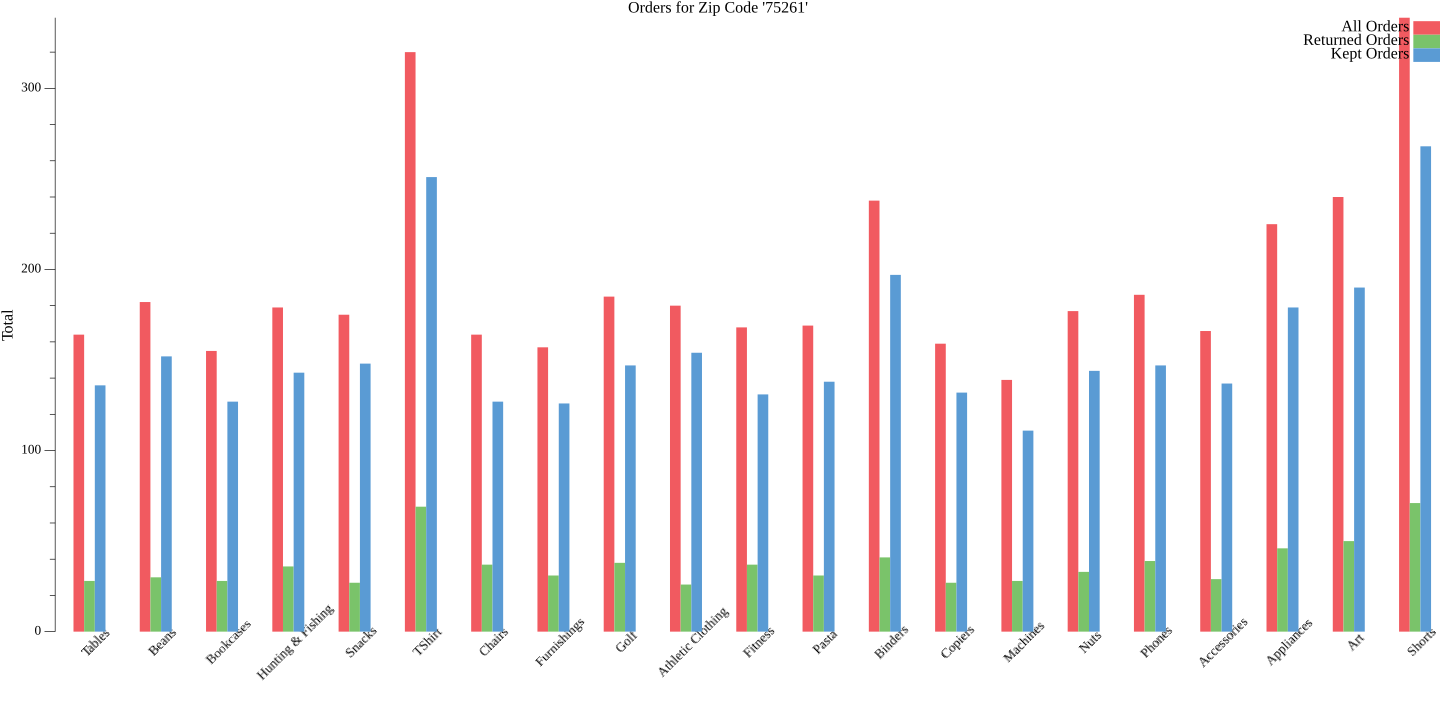 Orders for Zip Code '75261'
All Orders
Returned Orders
Kept Orders
Total
300
200
100
0
Tables
Beans
Bookcases
Hunting & Fishing
Snacks
TShirt
Chairs
Furnishings
Golf
Athletic Clothing
Fitness
Pasta
Binders
Copiers
Machines
Nuts
Phones
Accessories
Appliances
Art
Shorts